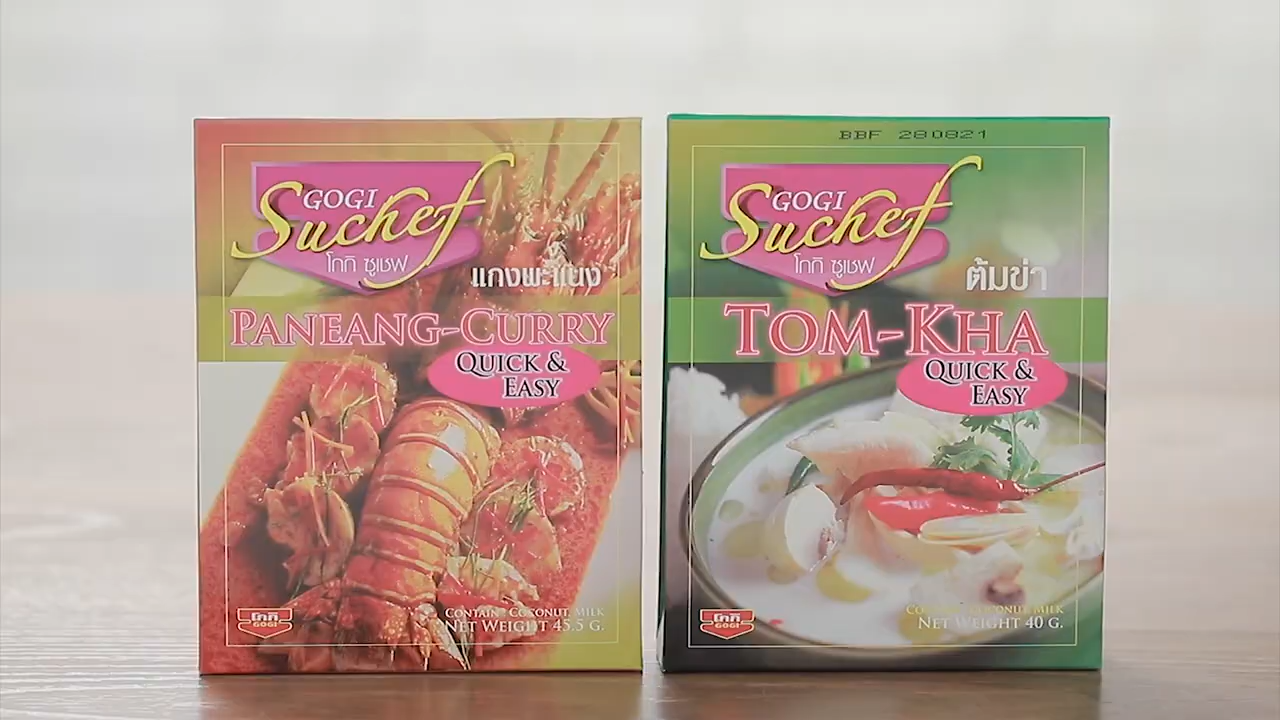 GOGI
Suchef
โกกิ ซูเชฟ
แกงพะแนง
PANEANG-CURRY
QUICK &
EASY
โกกิ
GOGI
CONTAIN : COCONUT, MILK
NET WEIGHT 45.5 G.
BBF 280821
GOGI
Suchef
โกกิ ซูเชฟ
ต้มข่า
TOM-KHA
QUICK &
EASY
โกกิ
GOGI
CONTAIN : COCONUT, MILK
NET WEIGHT 40 G.